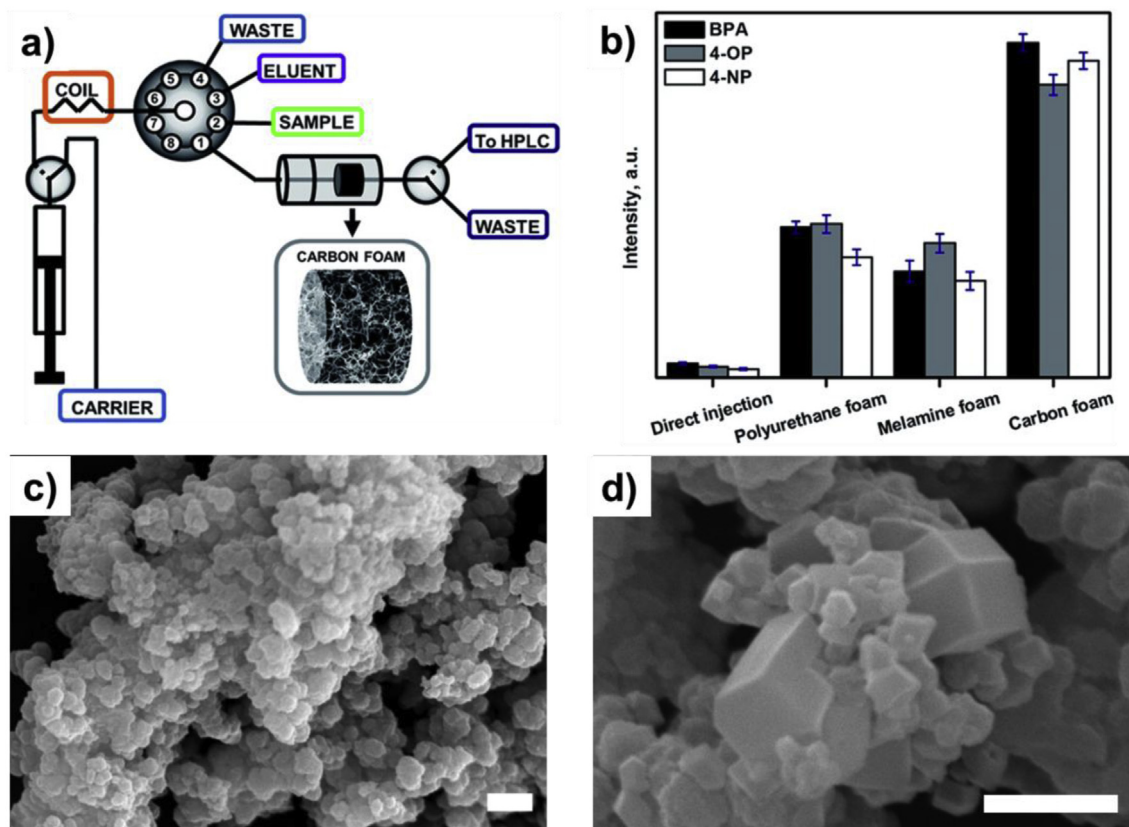 a)
WASTE
ELUENT
COIL
5 4
6 3
7 2
8 1
SAMPLE
To HPLC
WASTE
CARBON FOAM
CARRIER
b)
BPA
4-OP
4-NP
Intensity, a.u.
Direct injection
Polyurethane foam
Melamine foam
Carbon foam
c)
d)